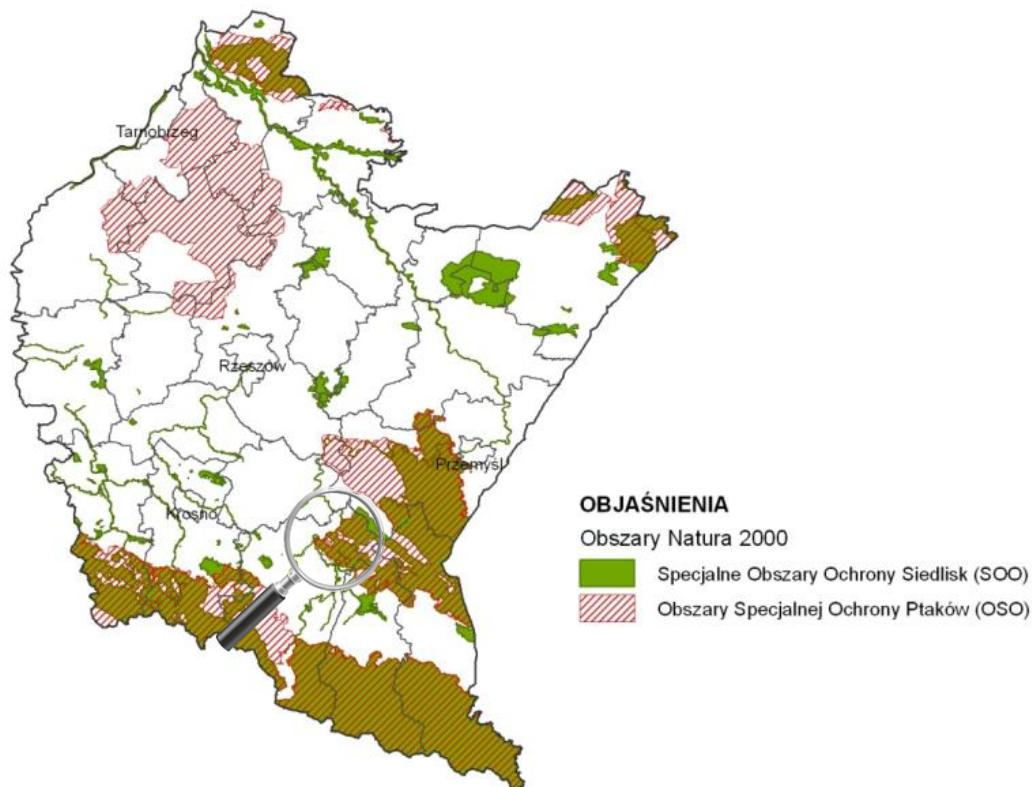 Tarnobrzeg
Rzeszów
Przemyśl
Krosno
OBJAŚNIENIA
Obszary Natura 2000
Specjalne Obszary Ochrony Siedlisk (SOO)
Obszary Specjalnej Ochrony Ptaków (OSO)